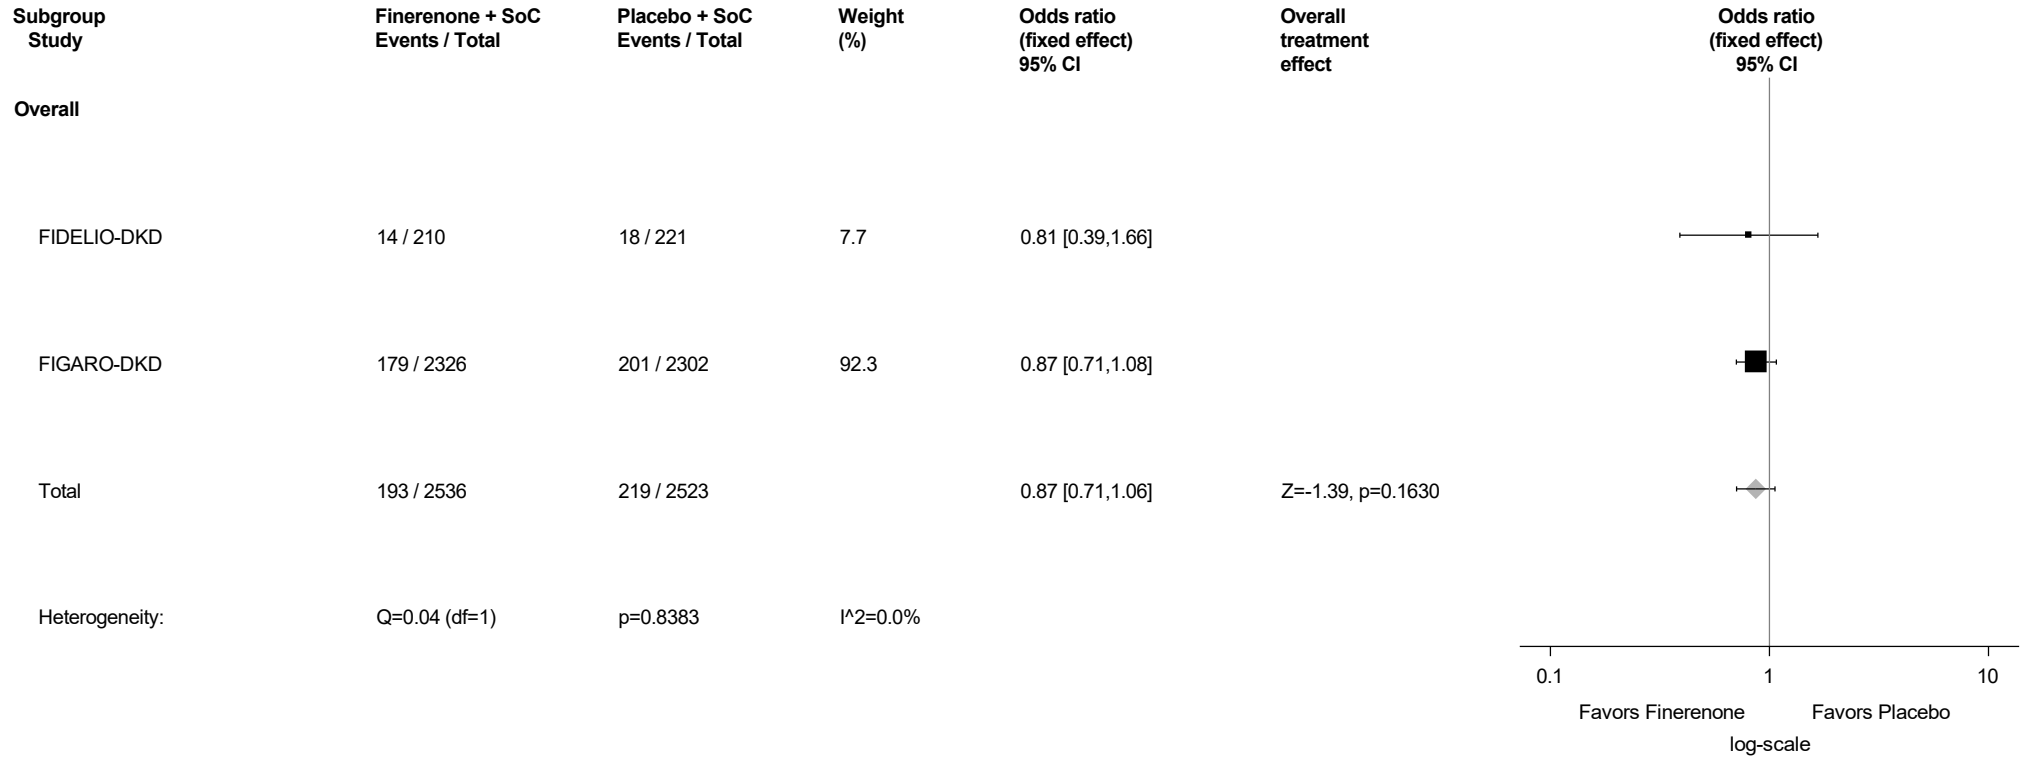 Subgroup Finerenone + SoC Placebo + SoC Weight Odds ratio Overall Odds ratio
Study Events / Total Events / Total (%) (fixed effect) treatment (fixed effect)
95% CI effect 95% CI
Overall
FIDELIO-DKD 14 / 210 18 / 221 7.7 0.81 [0.39,1.66]
FIGARO-DKD 179 / 2326 201 / 2302 92.3 0.87 [0.71,1.08]
Total 193 / 2536 219 / 2523 0.87 [0.71,1.06] Z=-1.39, p=0.1630
Heterogeneity: Q=0.04 (df=1) p=0.8383 I^2=0.0%
0.1 1 10
Favors Finerenone Favors Placebo
log-scale